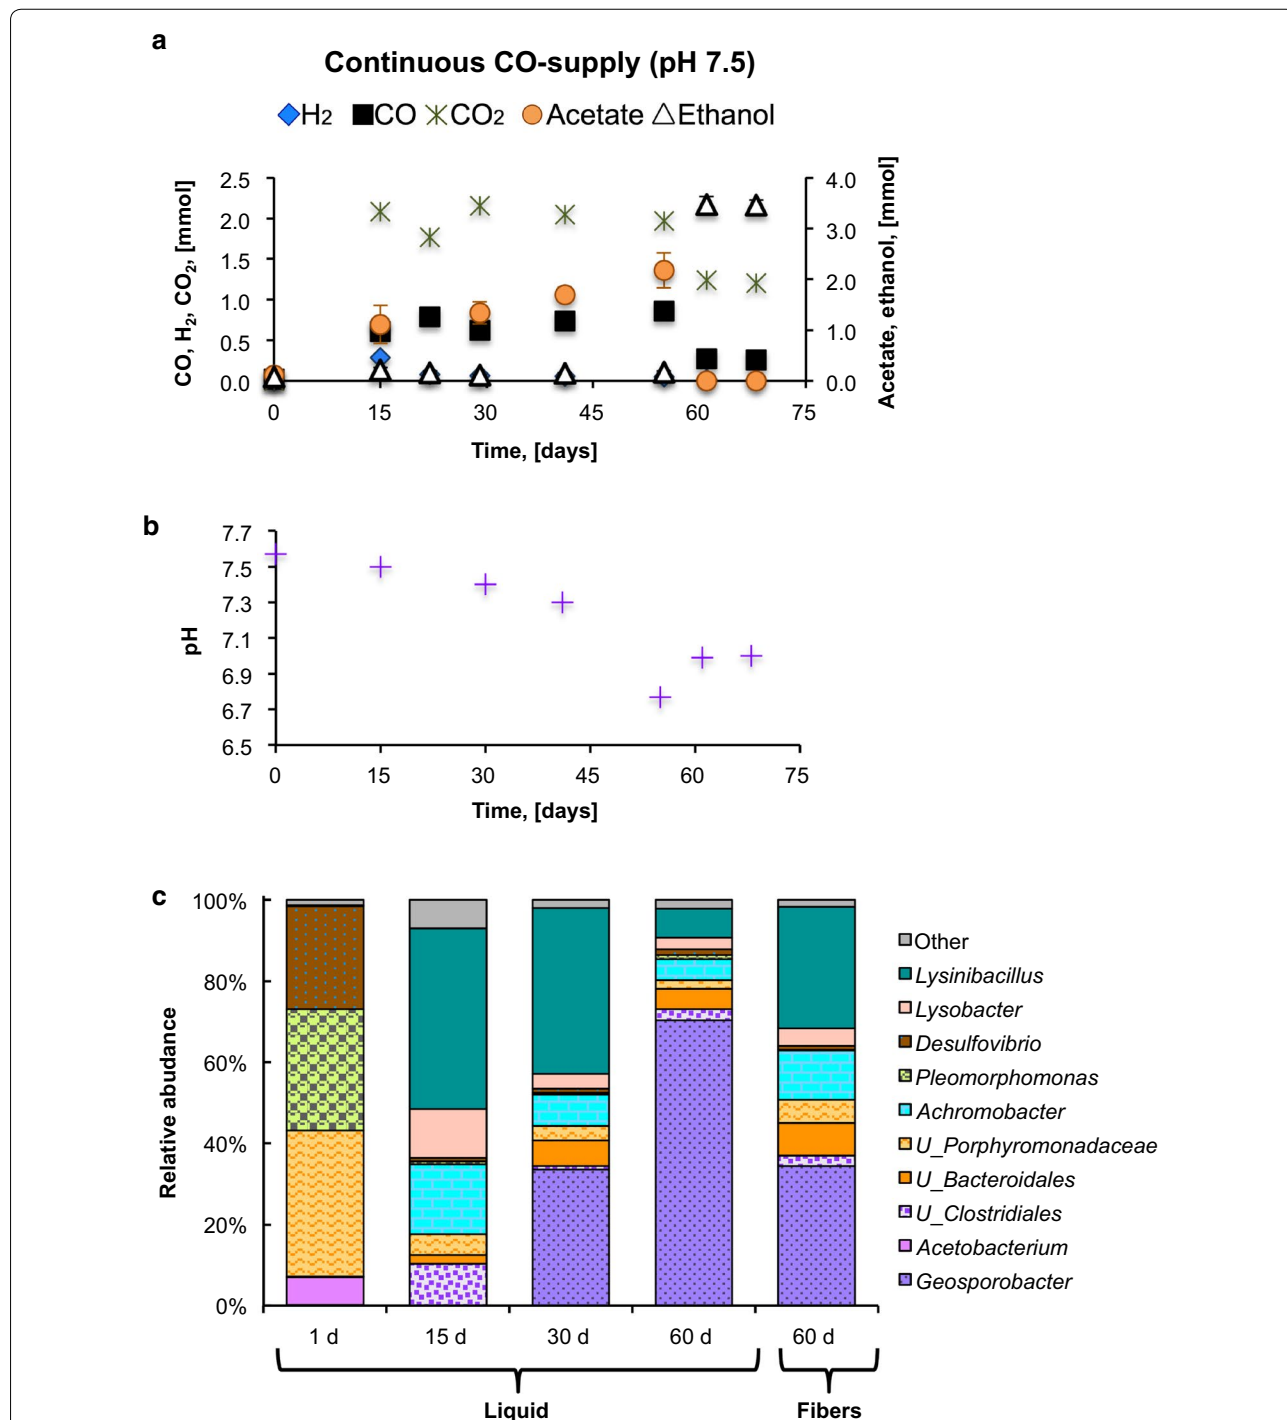 a
Continuous CO-supply (pH 7.5)
H2 CO CO2 Acetate Ethanol
CO, H2, CO2, [mmol]
2.5
2.0
1.5
1.0
0.5
0.0
4.0
3.0
2.0
1.0
0.0
Acetate, ethanol, [mmol]
0 15 30 45 60 75
Time, [days]
b
pH
7.7
7.5
7.3
7.1
6.9
6.7
6.5
0 15 30 45 60 75
Time, [days]
c
Relative abudance
100%
80%
60%
40%
20%
0%
Other
Lysinibacillus
Lysobacter
Desulfovibrio
Pleomorphomonas
Achromobacter
U_Porphyromonadaceae
U_Bacteroidales
U_Clostridiales
Acetobacterium
Geosporobacter
1 d 15 d 30 d 60 d 60 d
Liquid Fibers